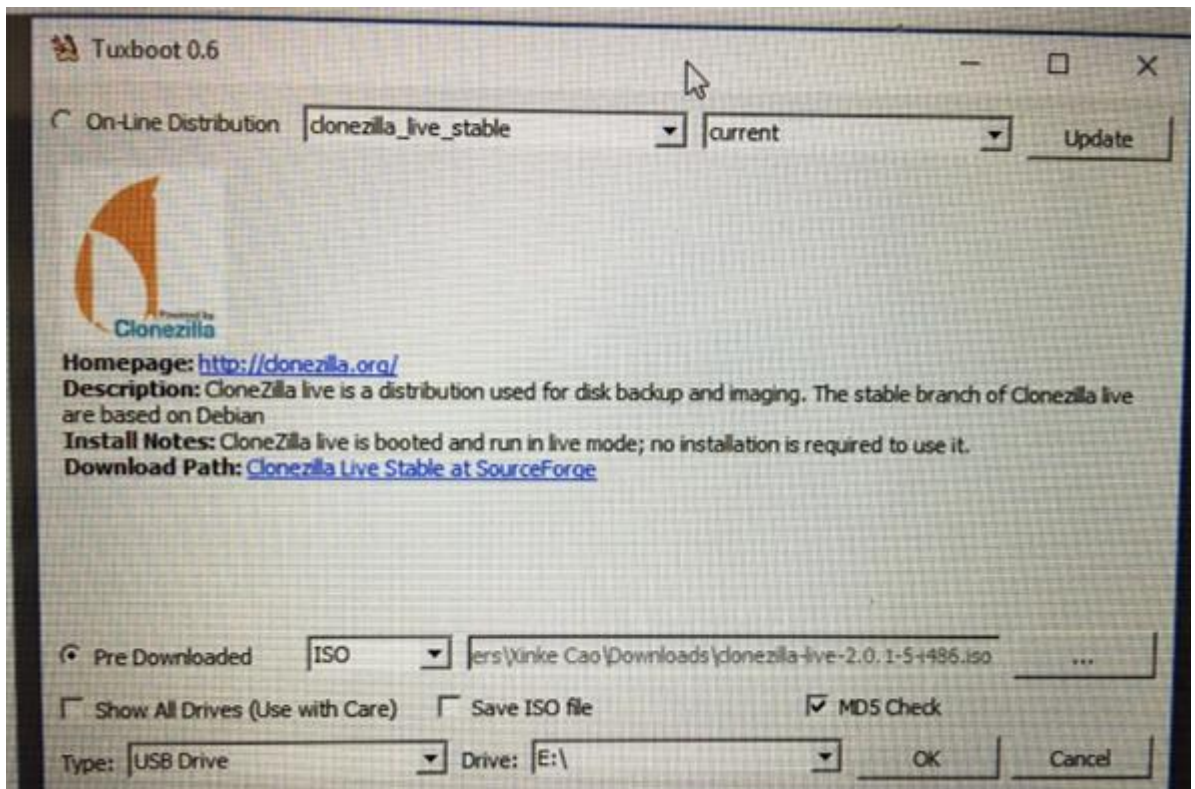 Tuxboot 0.6
On-Line Distribution clonezilla_live_stable current Update
Powered by
Clonezilla
Homepage: http://clonezilla.org/
Description: CloneZilla live is a distribution used for disk backup and imaging. The stable branch of Clonezilla live
are based on Debian
Install Notes: CloneZilla live is booted and run in live mode; no installation is required to use it.
Download Path: Clonezilla Live Stable at SourceForge
Pre Downloaded ISO ers\Xinke Cao\Downloads\clonezilla-live-2.0.1-5-i486.iso ...
Show All Drives (Use with Care) Save ISO file MD5 Check
Type: USB Drive Drive: E:\ OK Cancel